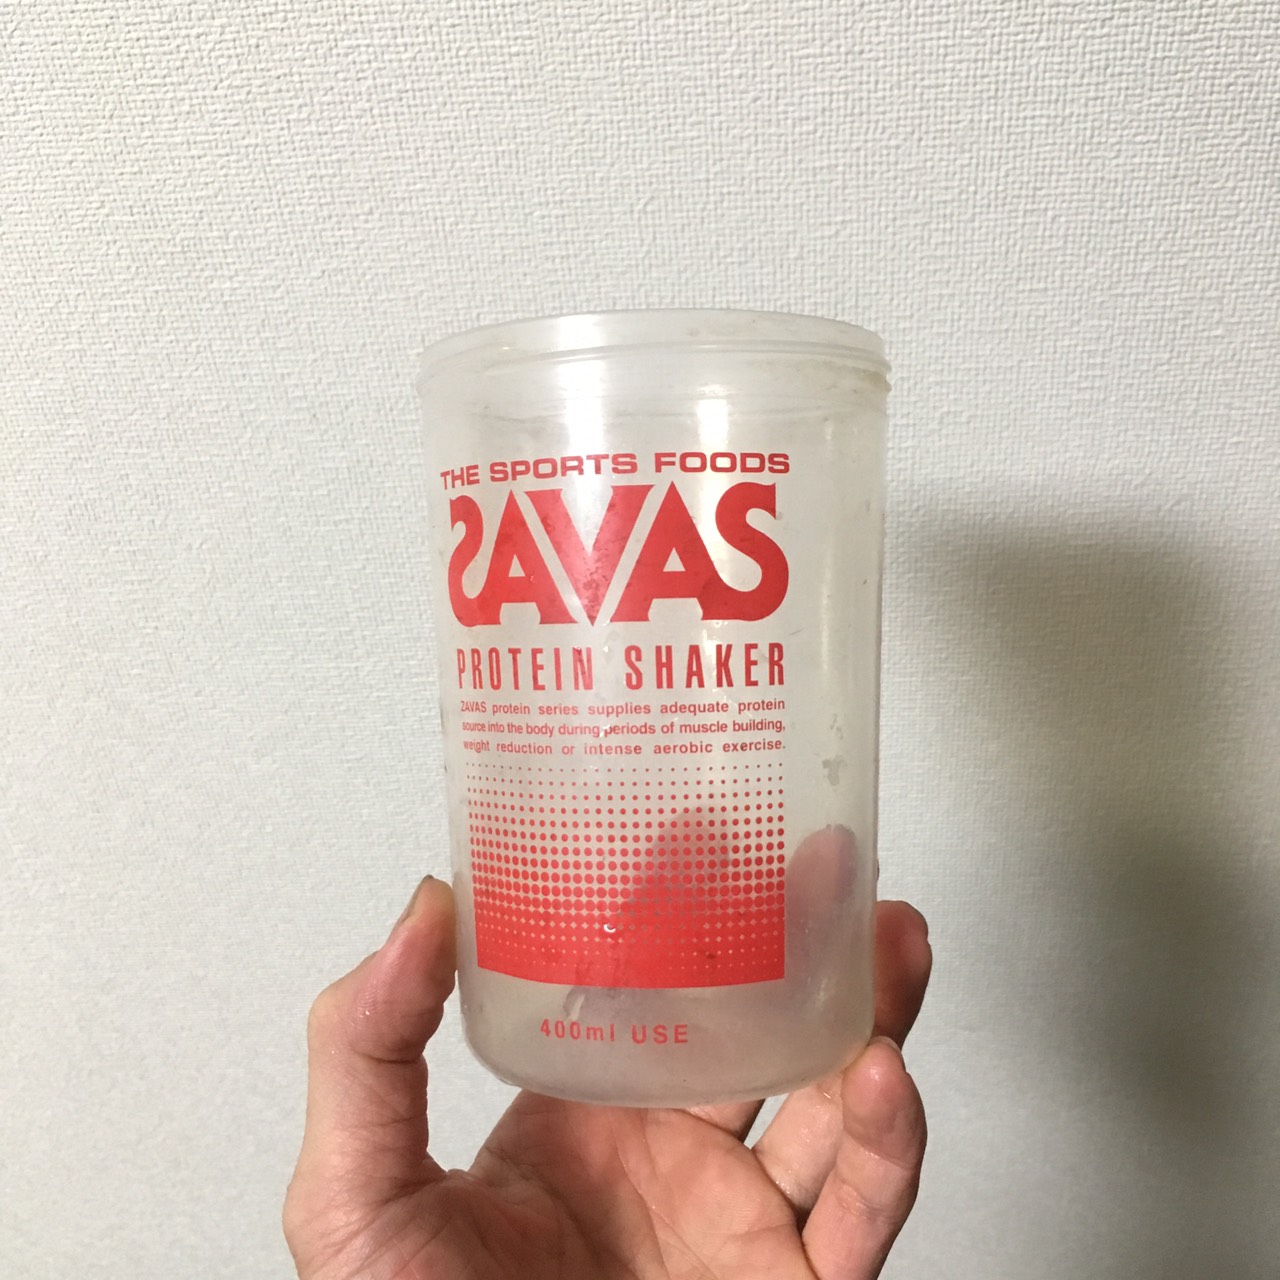 THE SPORTS FOODS
ZAVAS
PROTEIN SHAKER
ZAVAS protein series supplies adequate protein
source into the body during periods of muscle building,
weight reduction or intense aerobic exercise.
400ml USE